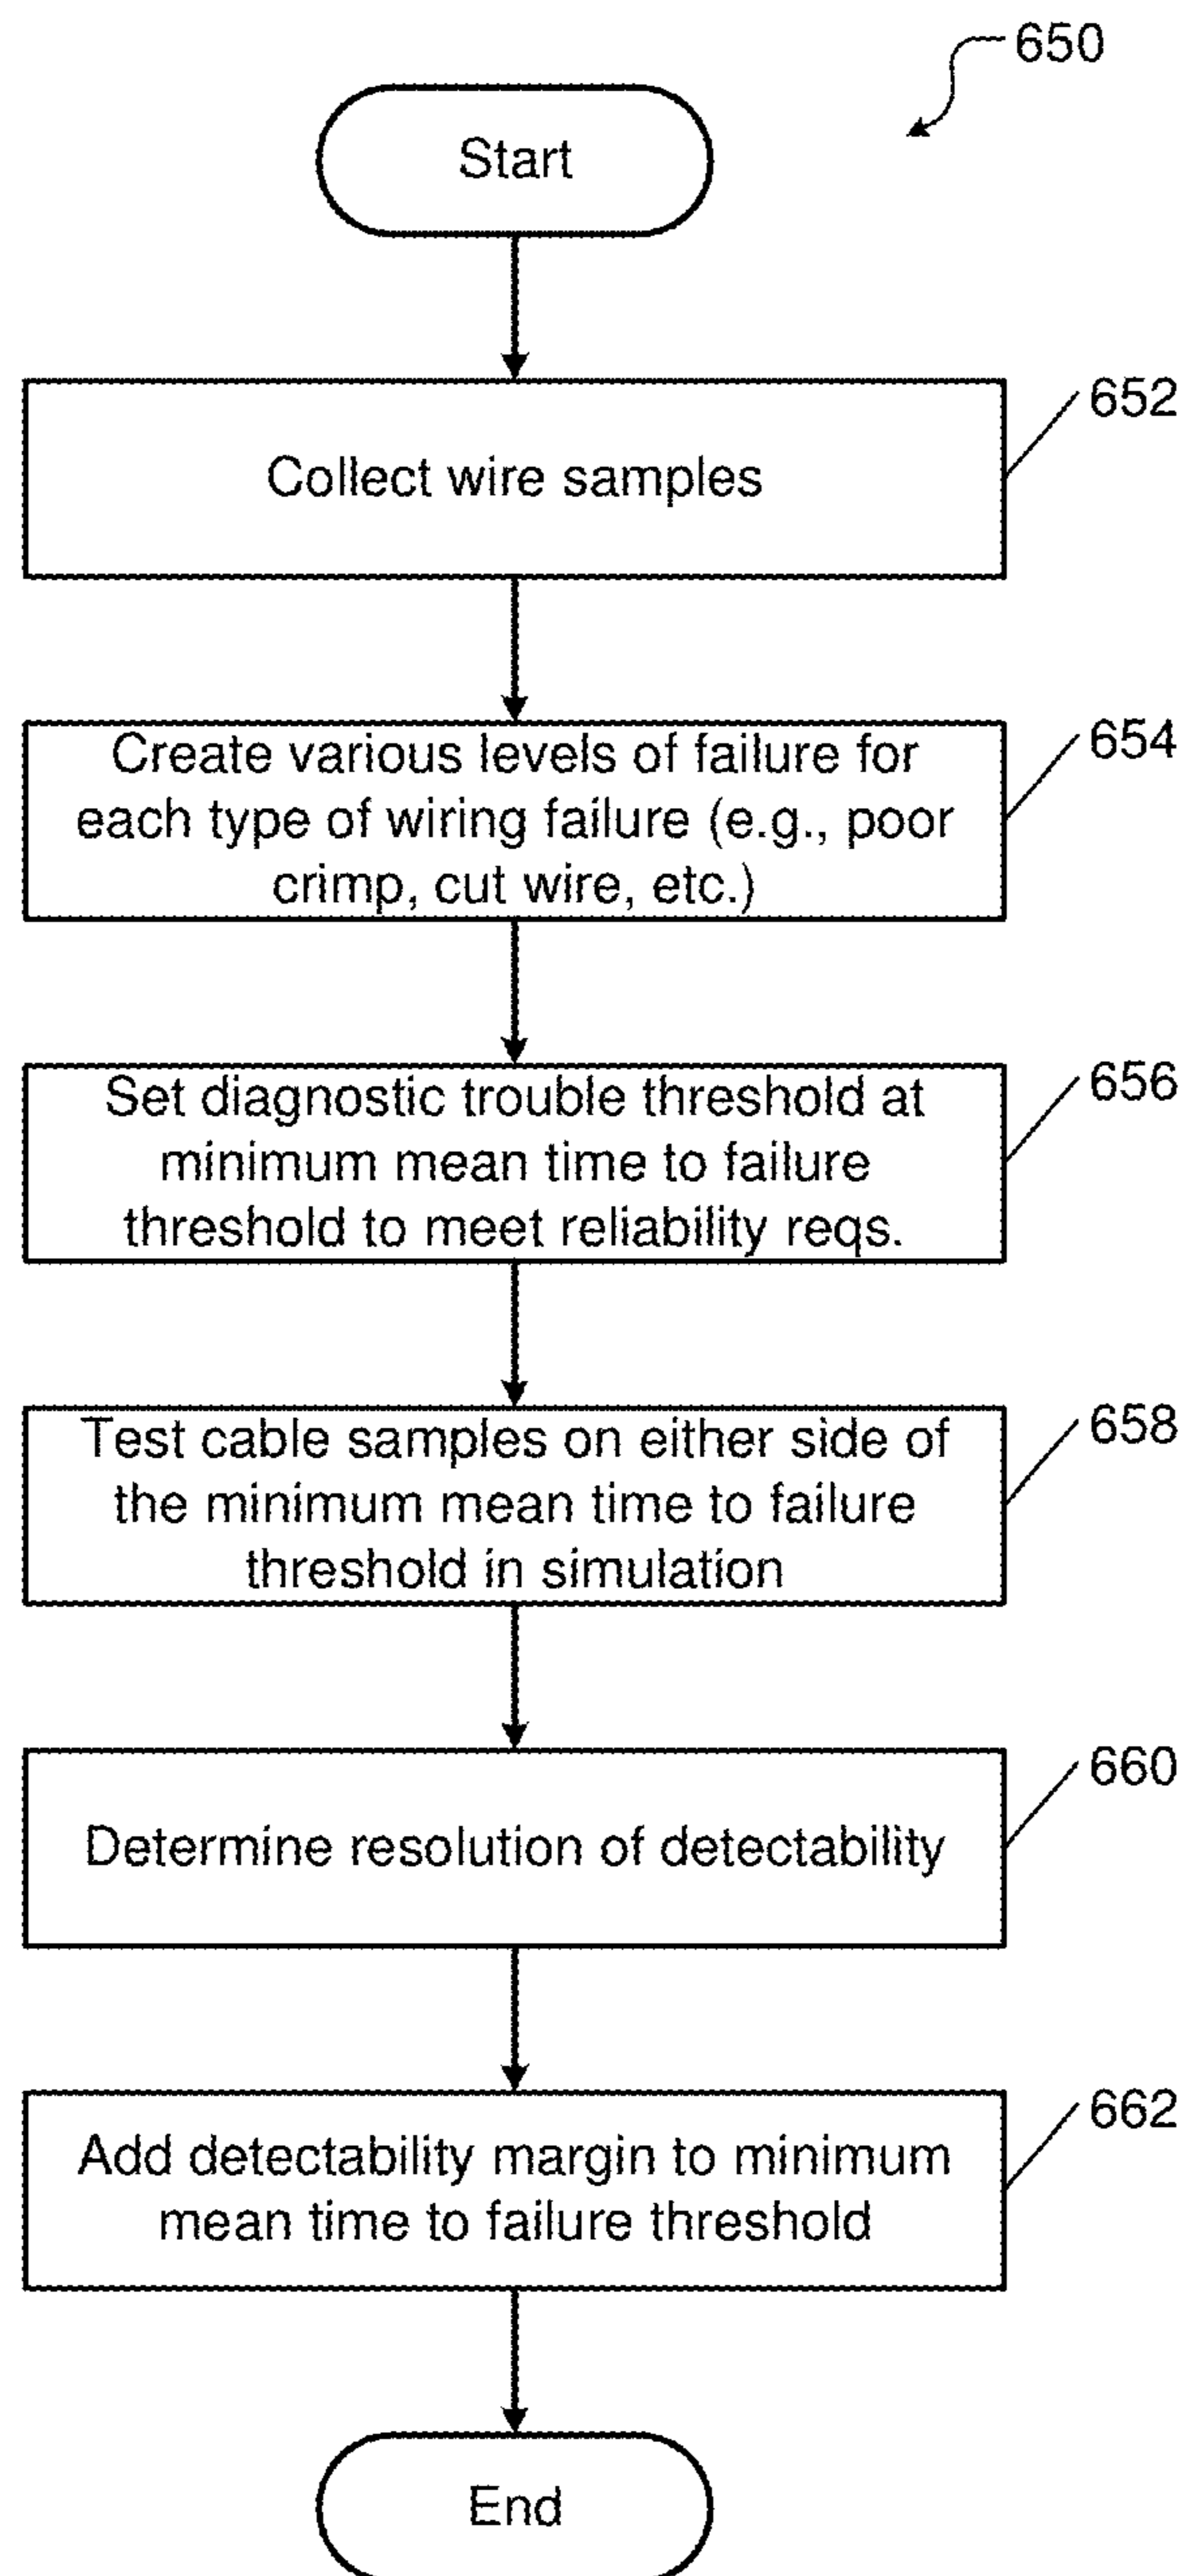 650
Start
652
Collect wire samples
654
Create various levels of failure for
each type of wiring failure (e.g., poor
crimp, cut wire, etc.)
656
Set diagnostic trouble threshold at
minimum mean time to failure
threshold to meet reliability reqs.
658
Test cable samples on either side of
the minimum mean time to failure
threshold in simulation
660
Determine resolution of detectability
662
Add detectability margin to minimum
mean time to failure threshold
End